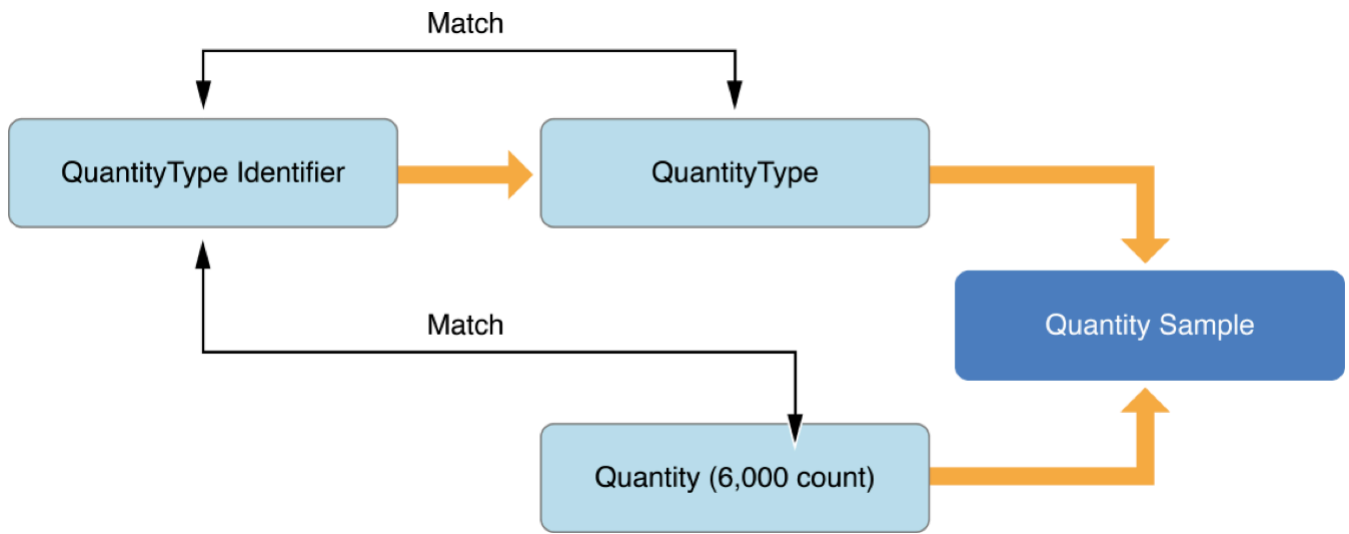 Match
QuantityType Identifier
QuantityType
Quantity Sample
Match
Quantity (6,000 count)